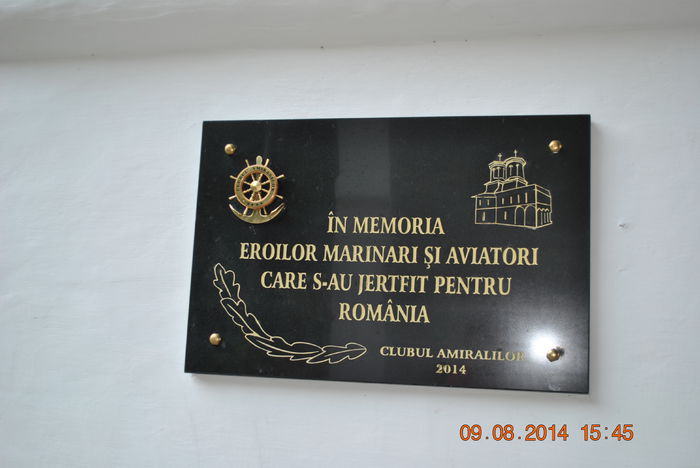 ÎN MEMORIA
EROILOR MARINARI ŞI AVIATORI
CARE S-AU JERTFIT PENTRU
ROMÂNIA
CLUBUL AMIRALILOR
2014
09.08.2014 15:45